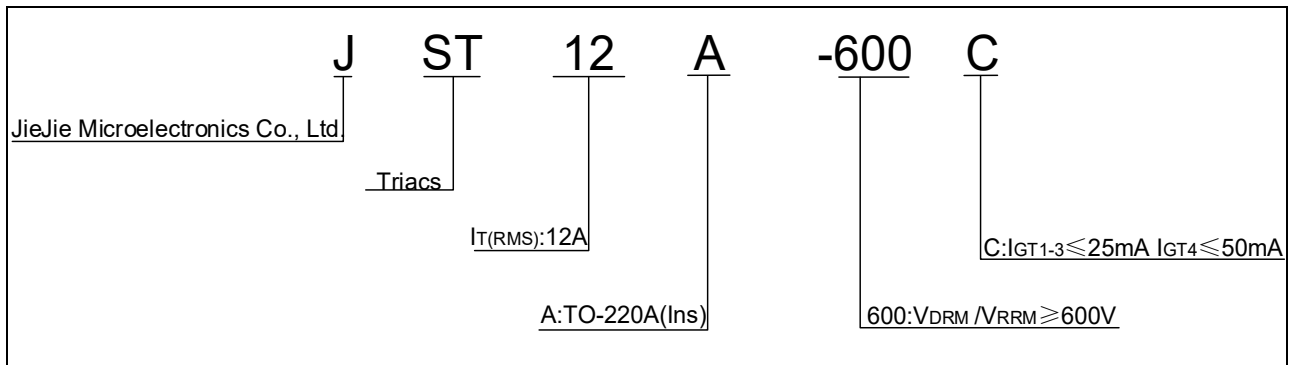 J ST 12 A -600 C
JieJie Microelectronics Co., Ltd.
Triacs
IT(RMS):12A
C:IGT1-3≤25mA IGT4≤50mA
A:TO-220A(Ins)
600:VDRM /VRRM≥600V